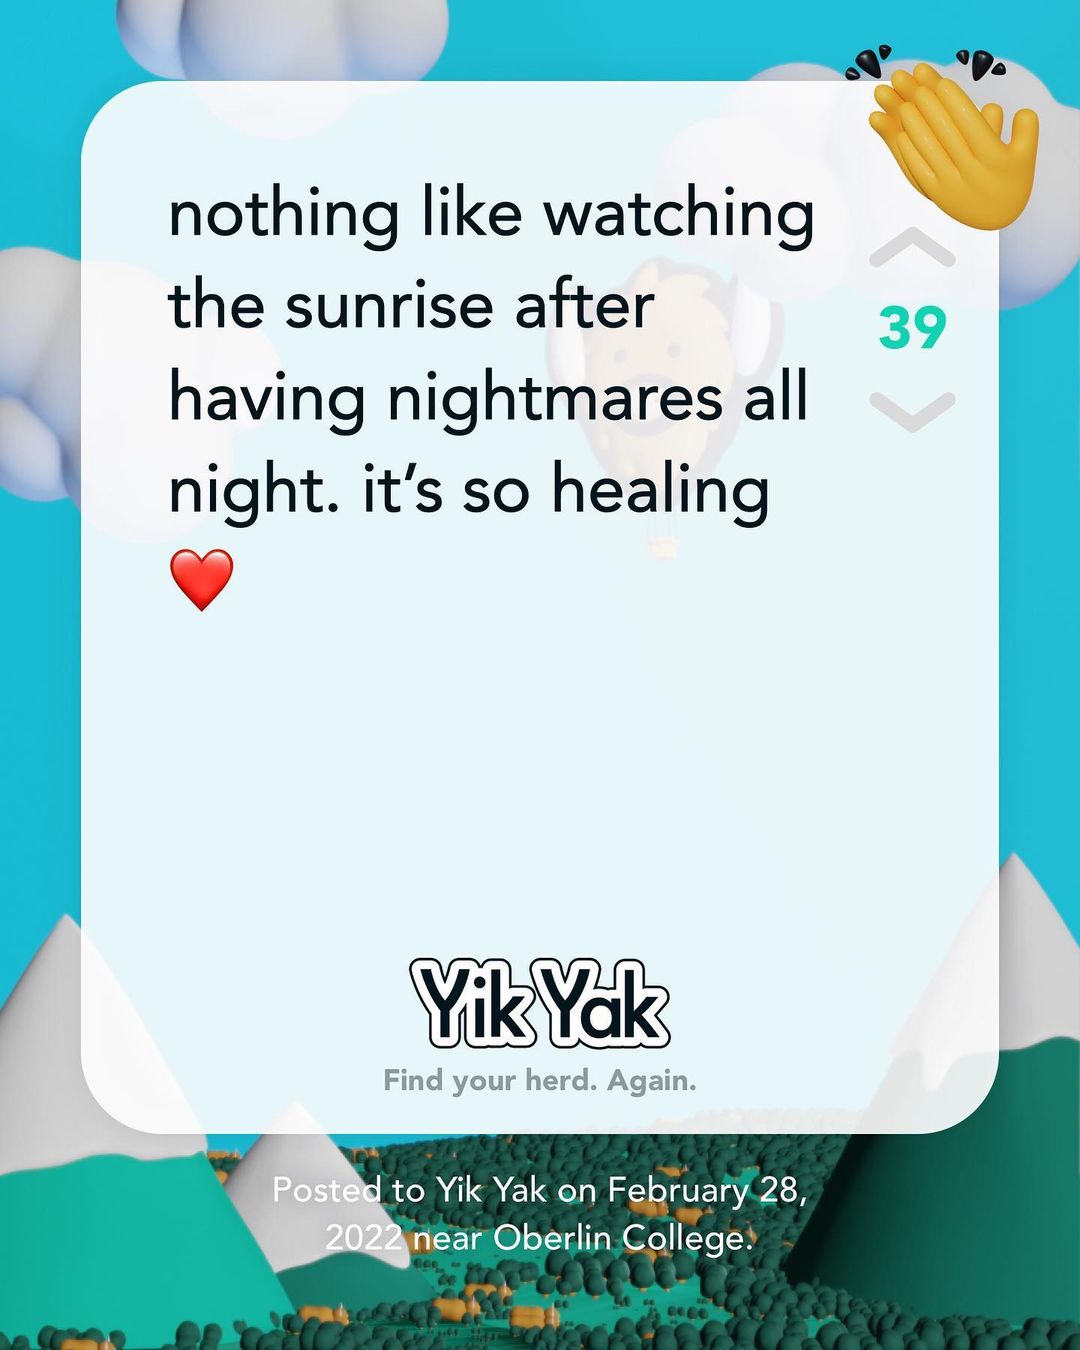 nothing like watching
the sunrise after
having nightmares all
night. it’s so healing
❤️
39
Yik Yak
Find your herd. Again.
Posted to Yik Yak on February 28,
2022 near Oberlin College.